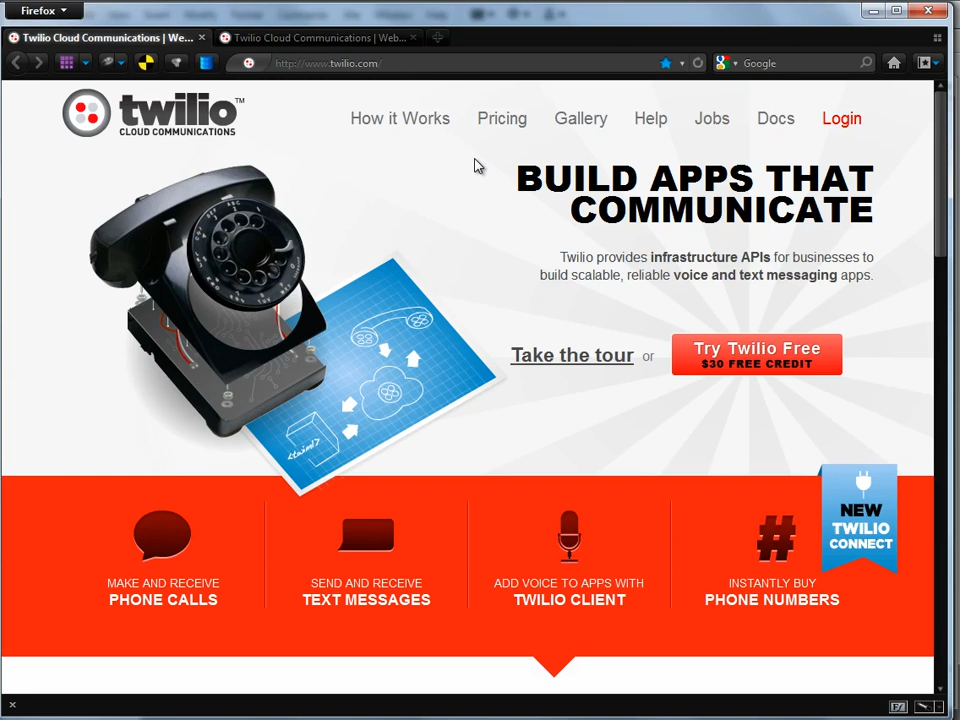 Firefox
Twilio Cloud Communications | We...
Twilio Cloud Communications | Web...
http://www.twilio.com/
Google
twilio™
CLOUD COMMUNICATIONS
How it Works
Pricing
Gallery
Help
Jobs
Docs
Login
BUILD APPS THAT
COMMUNICATE
Twilio provides infrastructure APIs for businesses to
build scalable, reliable voice and text messaging apps.
Take the tour or
Try Twilio Free
$30 FREE CREDIT
<twiml>
NEW
TWILIO
CONNECT
MAKE AND RECEIVE
PHONE CALLS
SEND AND RECEIVE
TEXT MESSAGES
ADD VOICE TO APPS WITH
TWILIO CLIENT
#
INSTANTLY BUY
PHONE NUMBERS